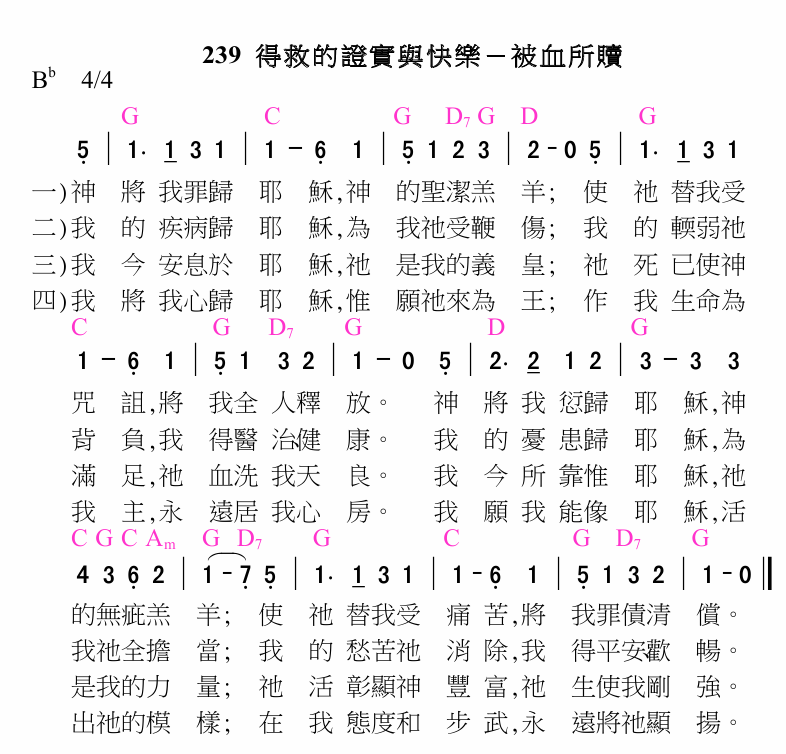 239 得救的證實與快樂－被血所贖
B♭ 4/4
G C G D7 G D G
5 | 1· 1 3 1 | 1 － 6 1 | 5 1 2 3 | 2 - 0 5 | 1· 1 3 1
一)神 將 我罪歸 耶 穌,神 的聖潔羔 羊; 使 祂 替我受
二)我 的 疾病歸 耶 穌,為 我祂受鞭 傷; 我 的 輭弱祂
三)我 今 安息於 耶 穌,祂 是我的義 皇; 祂 死 已使神
四)我 將 我心歸 耶 穌,惟 願祂來為 王; 作 我 生命為
C G D7 G D G
1 － 6 1 | 5 1 3 2 | 1 － 0 5 | 2· 2 1 2 | 3 － 3 3
咒 詛,將 我全 人釋 放。 神 將 我 愆歸 耶 穌,神
背 負,我 得醫 治健 康。 我 的 憂 患歸 耶 穌,為
滿 足,祂 血洗 我天 良。 我 今 所 靠惟 耶 穌,祂
我 主,永 遠居 我心 房。 我 願 我 能像 耶 穌,活
C G C Am G D7 G C G D7 G
4 3 6 2 | 1 - 7 5 | 1· 1 3 1 | 1 - 6 1 | 5 1 3 2 | 1 - 0 ‖
的無疵羔 羊; 使 祂 替我受 痛 苦,將 我罪債清 償。
我祂全擔 當; 我 的 愁苦祂 消 除,我 得平安歡 暢。
是我的力 量; 祂 活 彰顯神 豐 富,祂 生使我剛 強。
出祂的模 樣; 在 我 態度和 步 武,永 遠將祂顯 揚。